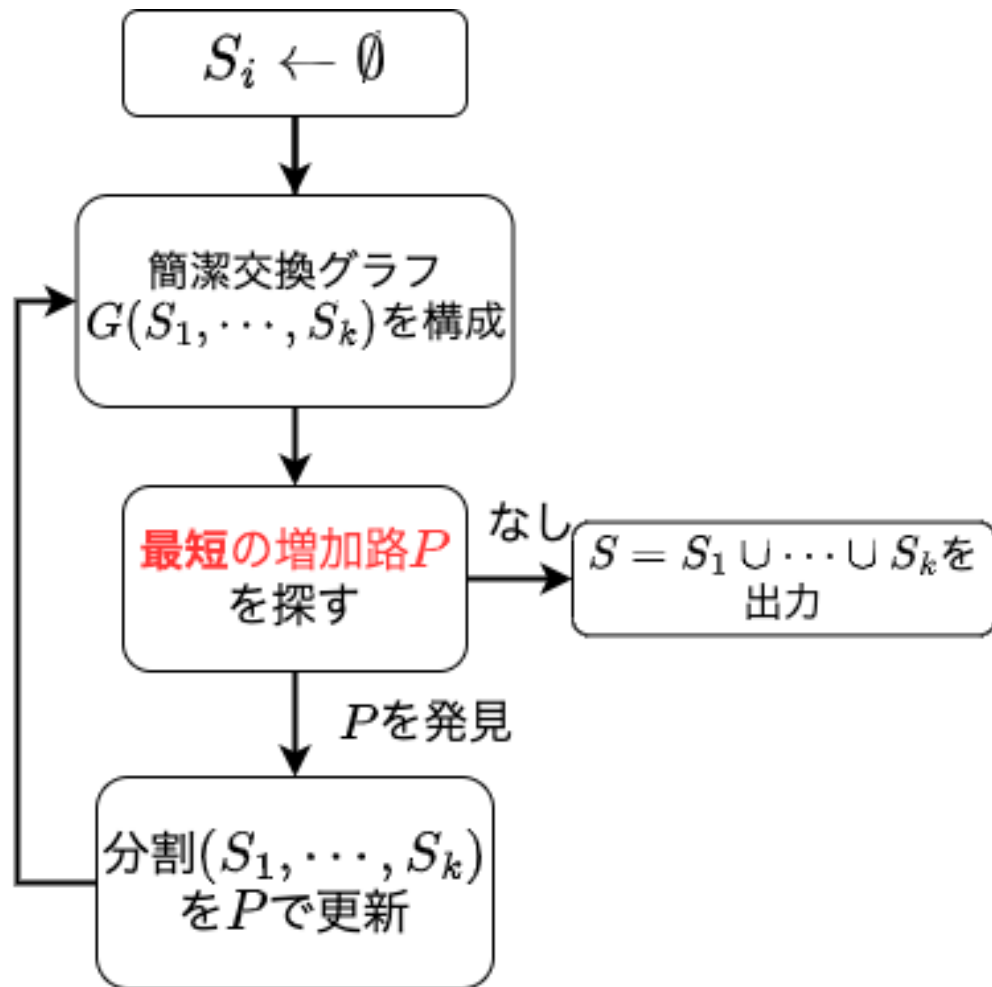 S_i ← ∅
簡潔交換グラフ
G(S_1, ⋯, S_k)を構成
最短の増加路P
を探す
なし
S = S_1 ∪ ⋯ ∪ S_kを
出力
Pを発見
分割(S_1, ⋯, S_k)
をPで更新